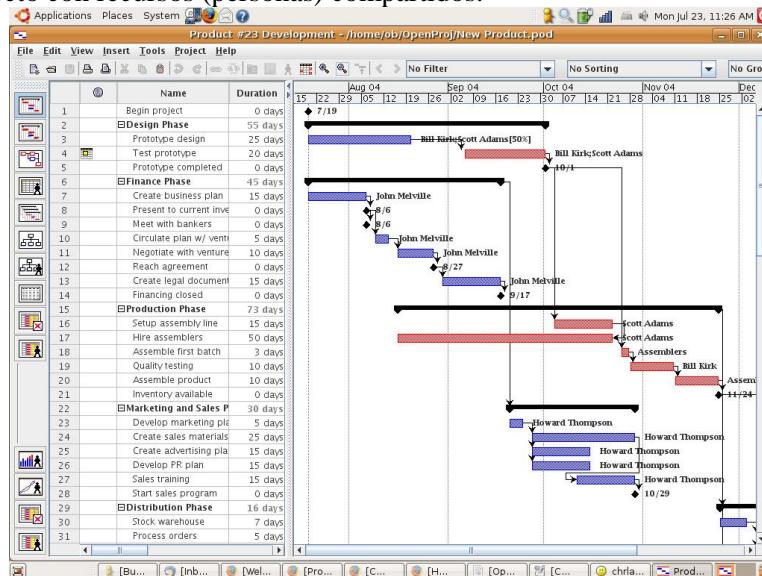 con recursos (personas) compartidos.
Applications Places System Mon Jul 23, 11:26 AM
Product #23 Development - /home/ob/OpenProj/New Product.pod
File Edit View Insert Tools Project Help
No Filter No Sorting No Gro
Name Duration
Aug 04 Sep 04 Oct 04 Nov 04 Dec
15 22 29 05 12 19 26 02 09 16 23 30 07 14 21 28 04 11 18 25 02
1 Begin project 0 days 7/19
2 Design Phase 55 days
3 Prototype design 25 days Bill Kirk;Scott Adams[50%]
4 Test prototype 20 days Bill Kirk;Scott Adams
5 Prototype completed 0 days 10/1
6 Finance Phase 45 days
7 Create business plan 15 days John Melville
8 Present to current inve 0 days 8/6
9 Meet with bankers 0 days 8/6
10 Circulate plan w/ vent 5 days John Melville
11 Negotiate with venture 10 days John Melville
12 Reach agreement 0 days 8/27
13 Create legal document 15 days John Melville
14 Financing closed 0 days 9/17
15 Production Phase 73 days
16 Setup assembly line 15 days Scott Adams
17 Hire assemblers 50 days Scott Adams
18 Assemble first batch 3 days Assemblers
19 Quality testing 10 days Bill Kirk
20 Assemble product 10 days Assem
21 Inventory available 0 days 11/24
22 Marketing and Sales P 30 days
23 Develop marketing pla 5 days Howard Thompson
24 Create sales materials 25 days Howard Thompson
25 Create advertising pla 15 days Howard Thompson
26 Develop PR plan 15 days Howard Thompson
27 Sales training 15 days Howard Thompson
28 Start sales program 0 days 10/29
29 Distribution Phase 16 days
30 Stock warehouse 7 days
31 Process orders 5 days
[Bu... [Inb... [Wel... [Pro... [C... [H... [Op... [C... chrla... Prod...